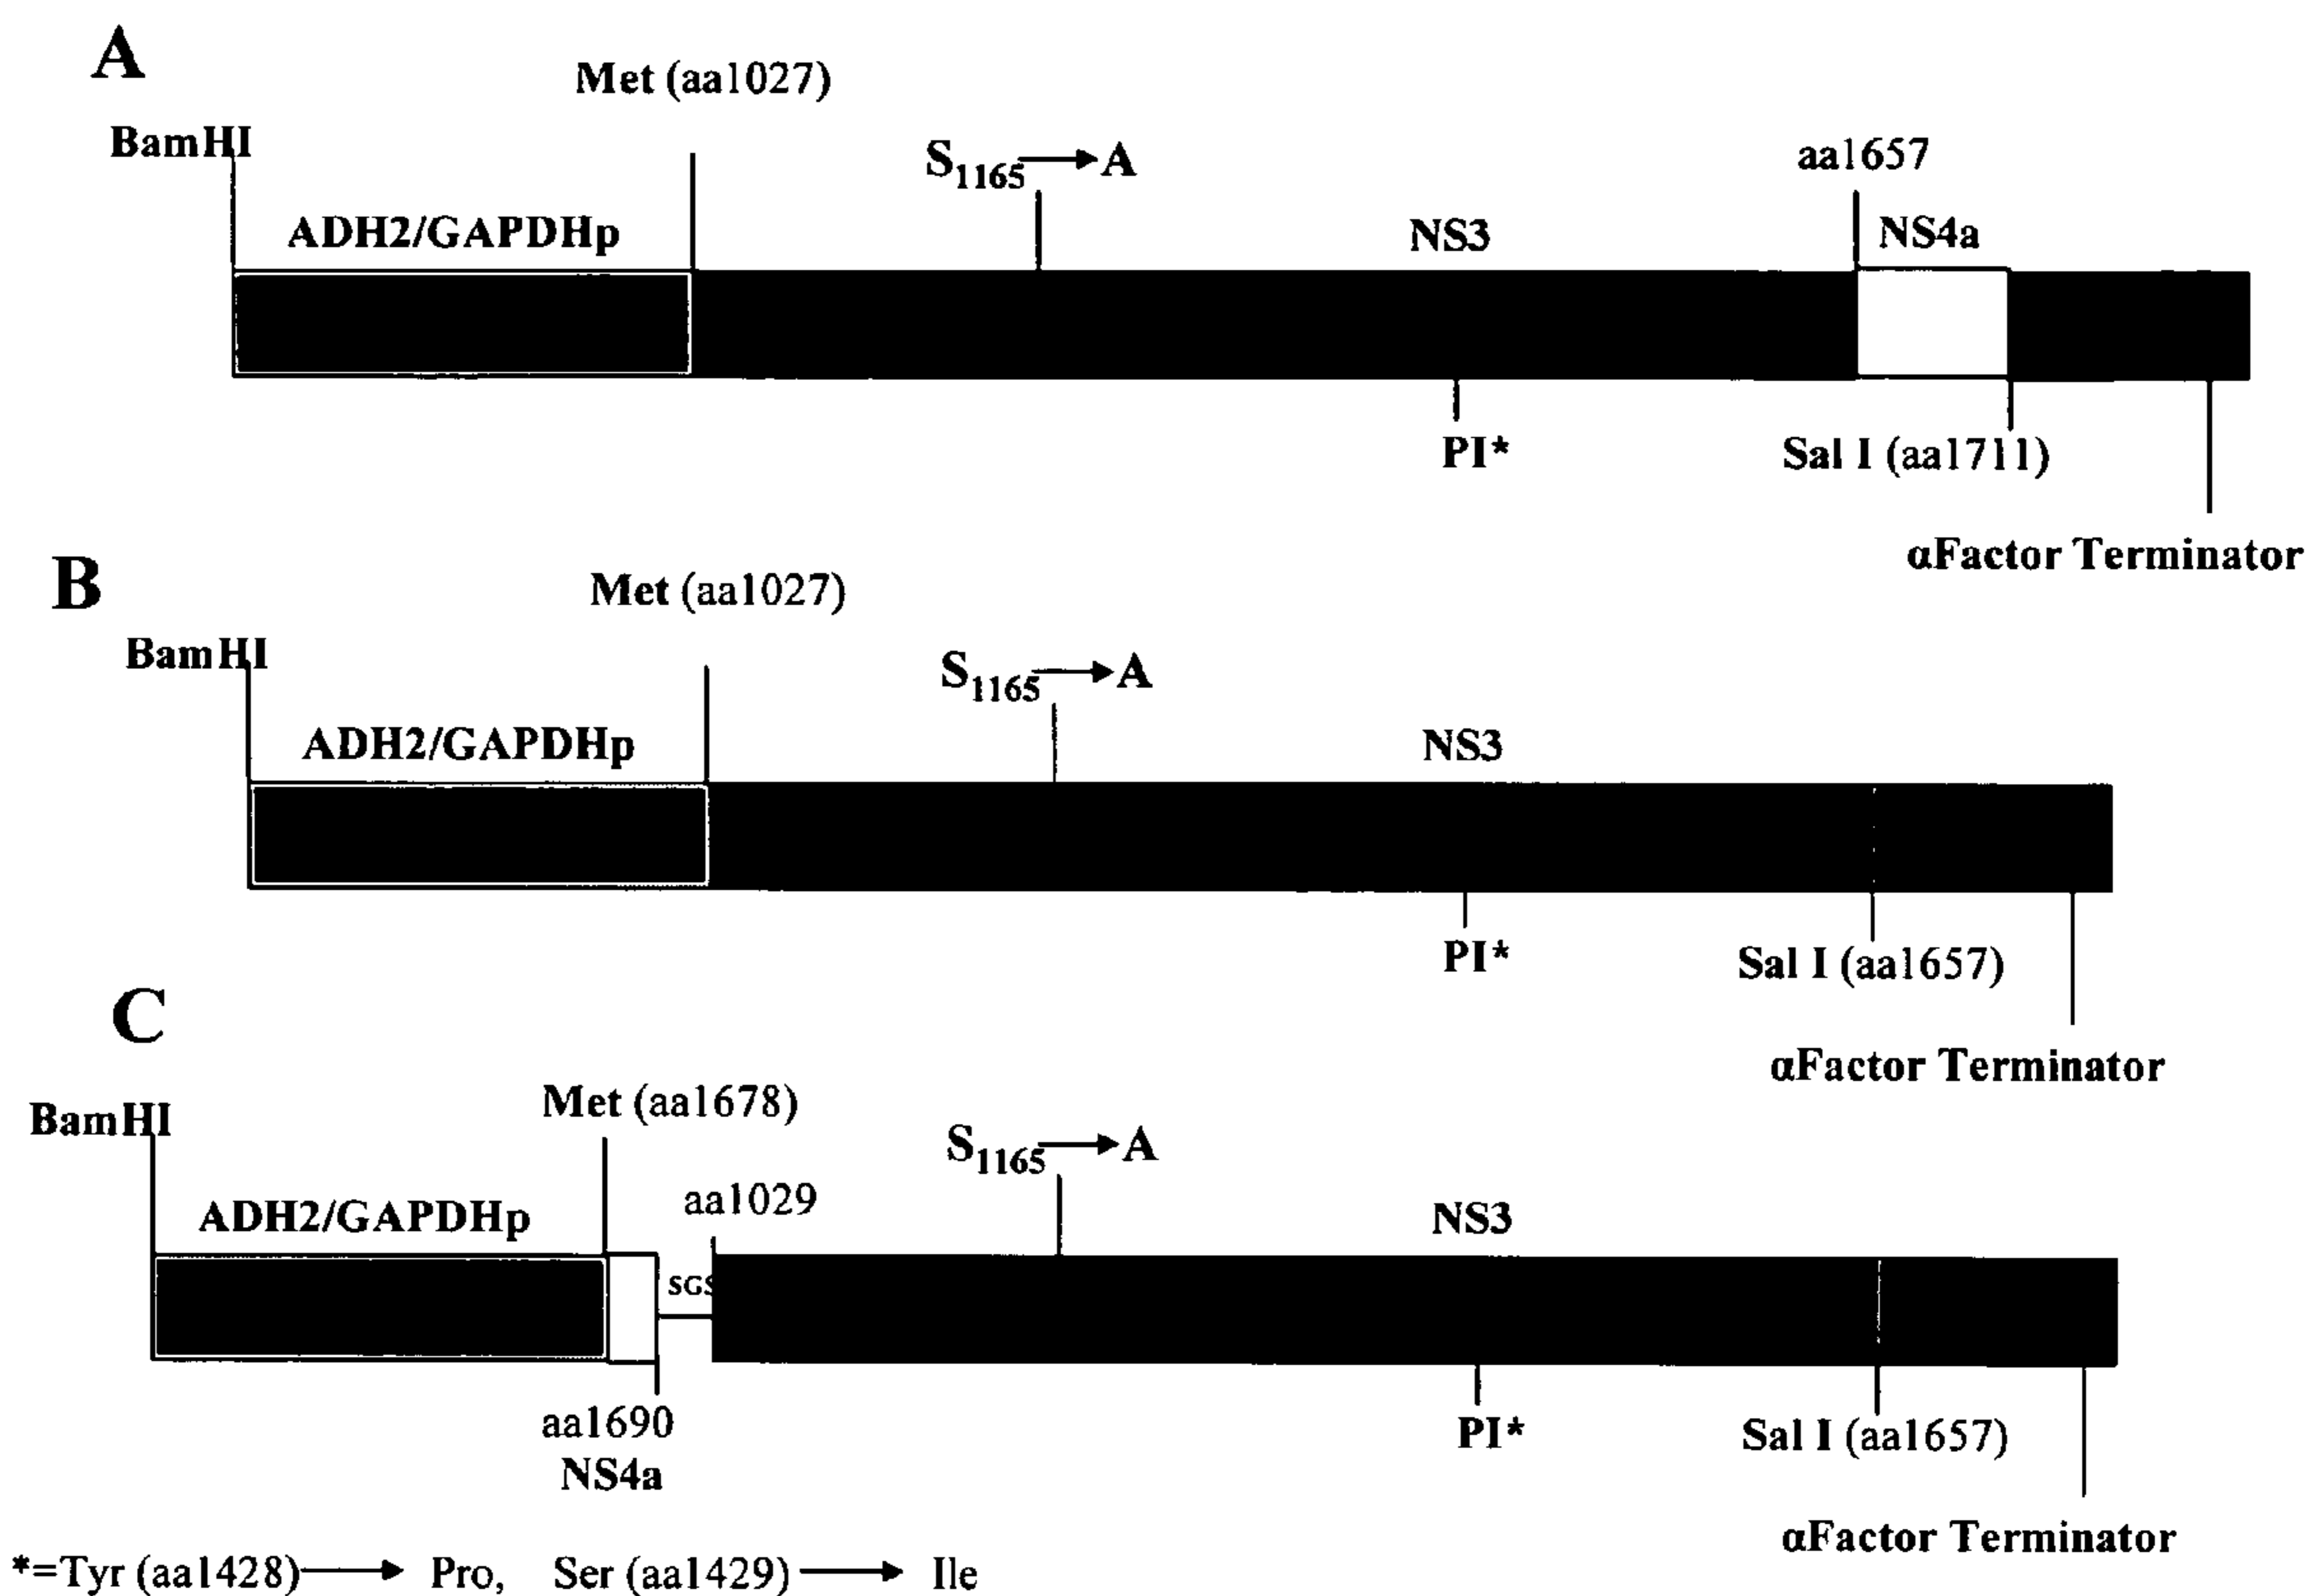 A
Met (aa1027)
BamHI
S1165 → A
aa1657
ADH2/GAPDHp
NS3
NS4a
PI*
Sal I (aa1711)
αFactor Terminator
B
Met (aa1027)
BamHI
S1165 → A
ADH2/GAPDHp
NS3
PI*
Sal I (aa1657)
αFactor Terminator
C
Met (aa1678)
BamHI
S1165 → A
aa1029
ADH2/GAPDHp
NS3
SGS
aa1690
NS4a
PI*
Sal I (aa1657)
αFactor Terminator
*=Tyr (aa1428) → Pro, Ser (aa1429) → Ile